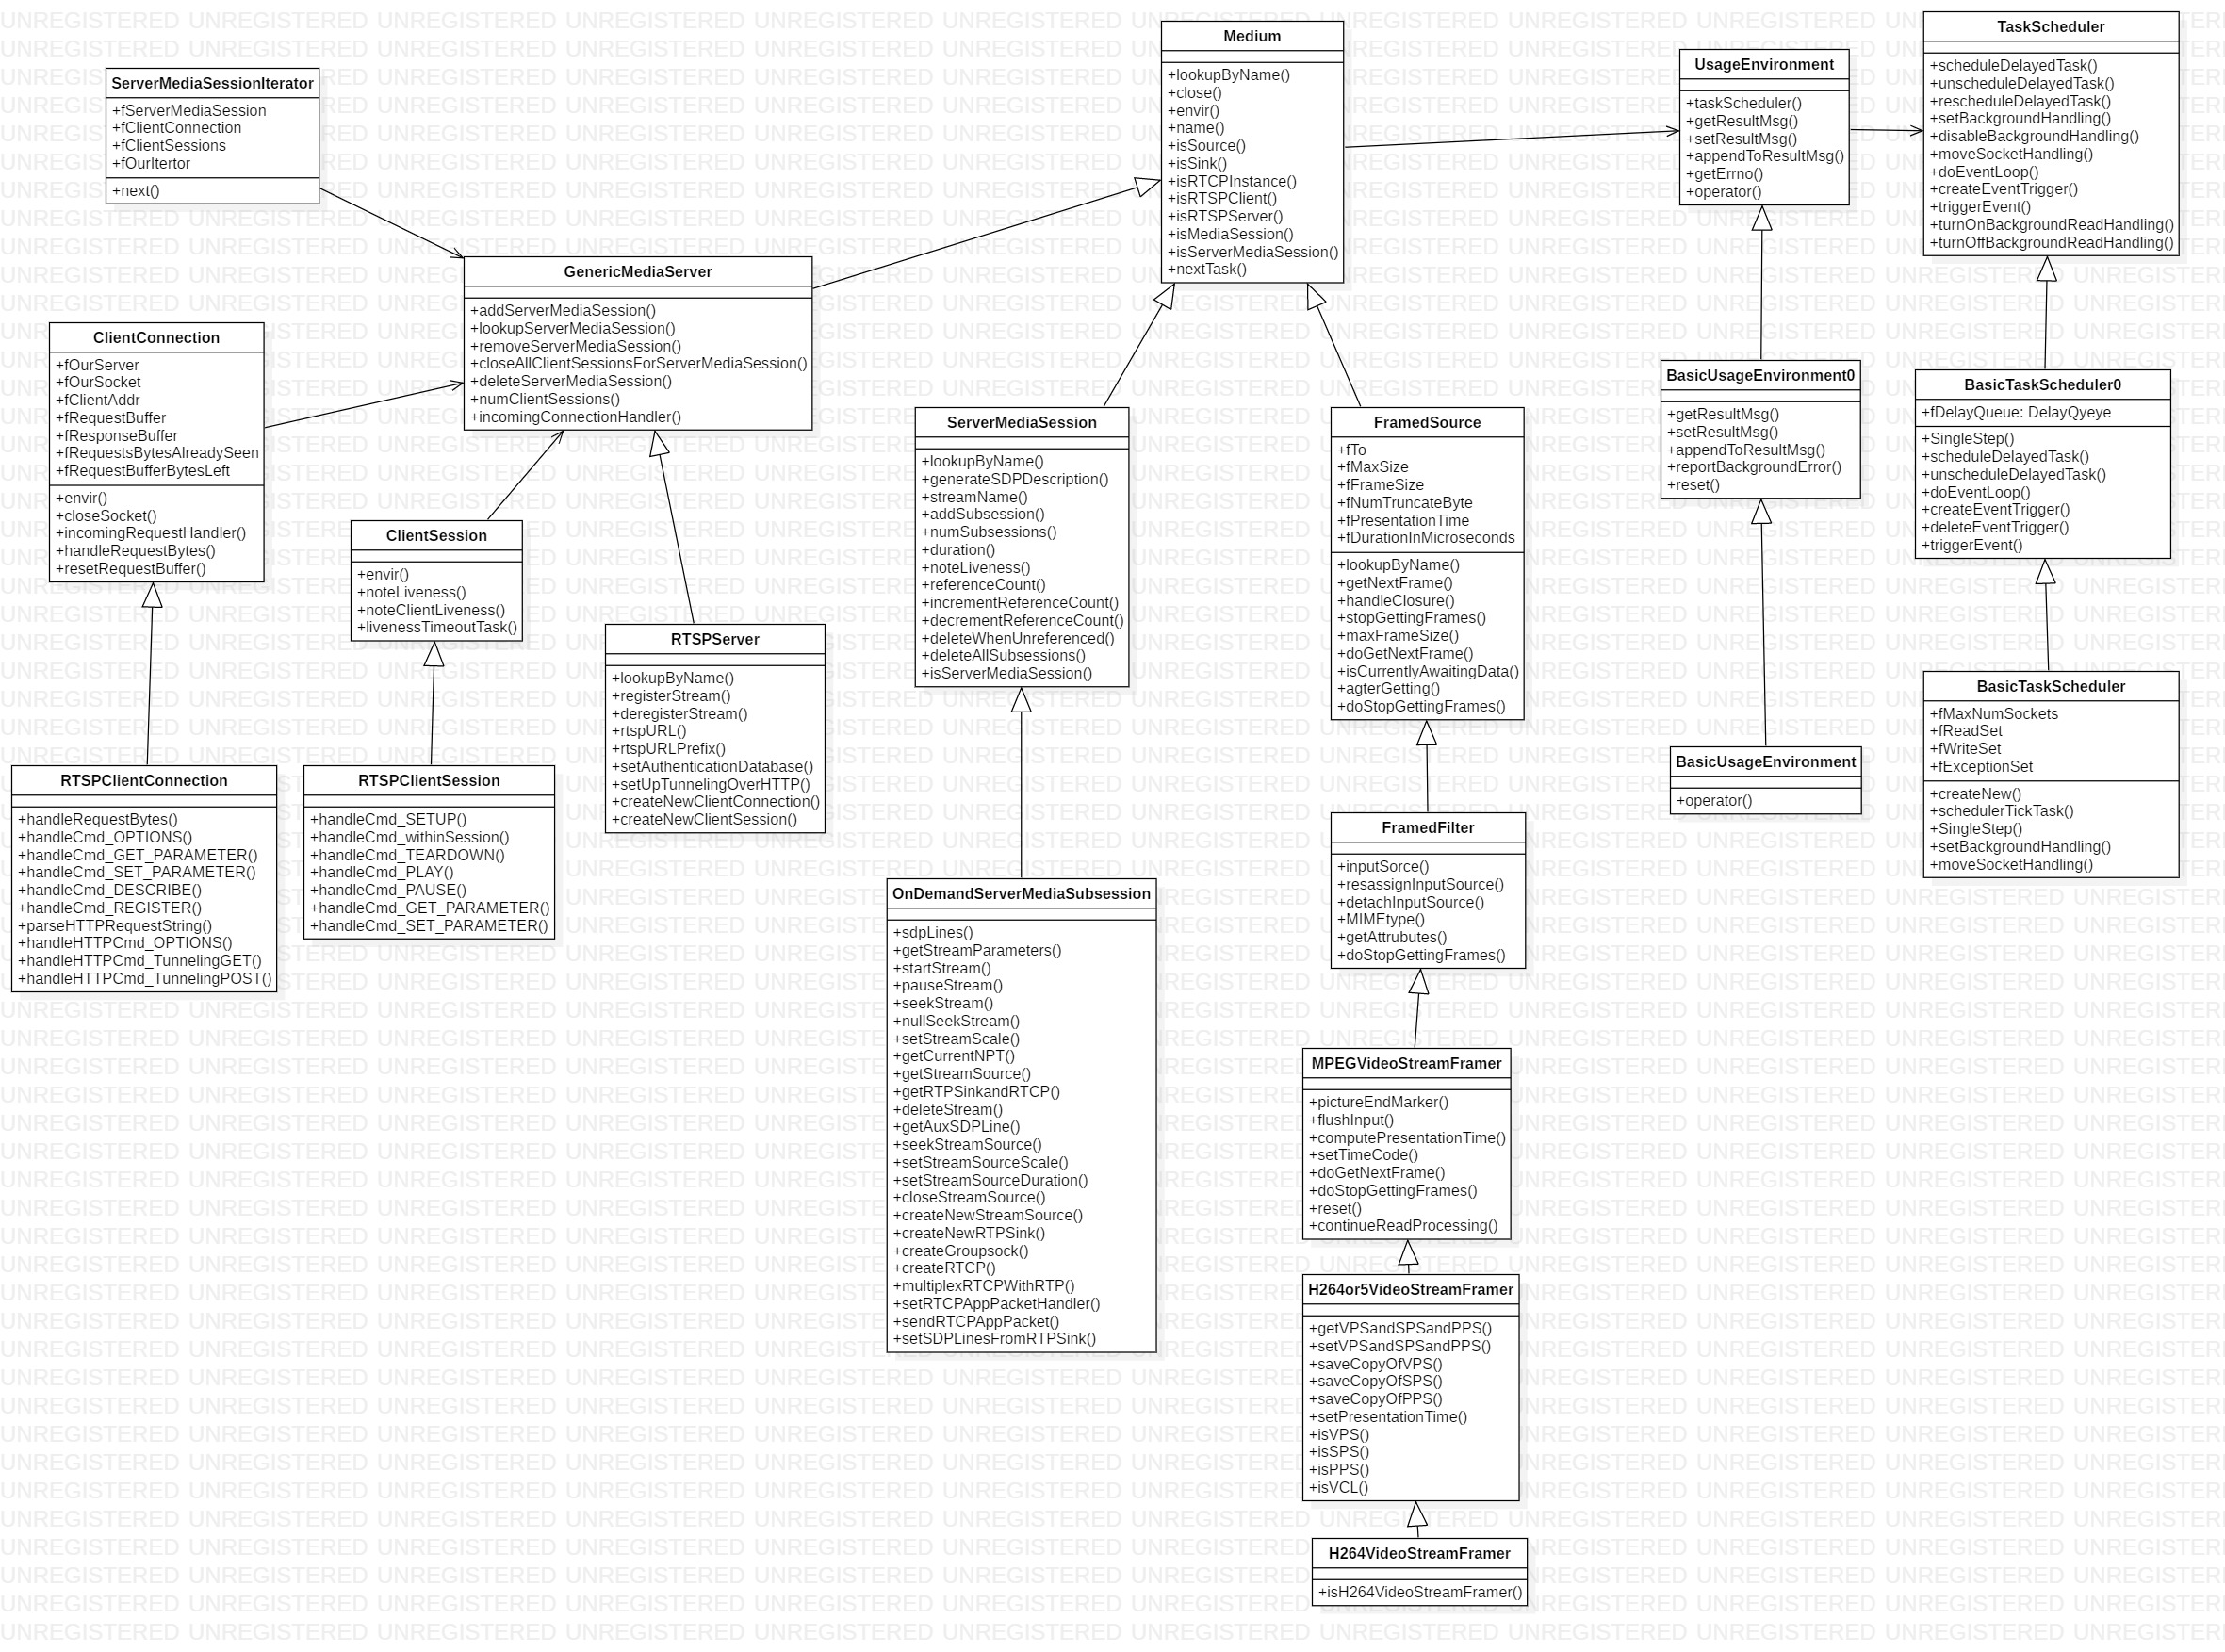 ServerMediaSessionIterator
+fServerMediaSession
+fClientConnection
+fClientSessions
+fOurItertor
+next()
GenericMediaServer
+addServerMediaSession()
+lookupServerMediaSession()
+removeServerMediaSession()
+closeAllClientSessionsForServerMediaSession()
+deleteServerMediaSession()
+numClientSessions()
+incomingConnectionHandler()
ClientConnection
+fOurServer
+fOurSocket
+fClientAddr
+fRequestBuffer
+fResponseBuffer
+fRequestsBytesAlreadySeen
+fRequestBufferBytesLeft
+envir()
+closeSocket()
+incomingRequestHandler()
+handleRequestBytes()
+resetRequestBuffer()
ClientSession
+envir()
+noteLiveness()
+noteClientLiveness()
+livenessTimeoutTask()
RTSPServer
+lookupByName()
+registerStream()
+deregisterStream()
+rtspURL()
+rtspURLPrefix()
+setAuthenticationDatabase()
+setUpTunnelingOverHTTP()
+createNewClientConnection()
+createNewClientSession()
RTSPClientConnection
+handleRequestBytes()
+handleCmd_OPTIONS()
+handleCmd_GET_PARAMETER()
+handleCmd_SET_PARAMETER()
+handleCmd_DESCRIBE()
+handleCmd_REGISTER()
+parseHTTPRequestString()
+handleHTTPCmd_OPTIONS()
+handleHTTPCmd_TunnelingGET()
+handleHTTPCmd_TunnelingPOST()
RTSPClientSession
+handleCmd_SETUP()
+handleCmd_withinSession()
+handleCmd_TEARDOWN()
+handleCmd_PLAY()
+handleCmd_PAUSE()
+handleCmd_GET_PARAMETER()
+handleCmd_SET_PARAMETER()
Medium
+lookupByName()
+close()
+envir()
+name()
+isSource()
+isSink()
+isRTCPInstance()
+isRTSPClient()
+isRTSPServer()
+isMediaSession()
+isServerMediaSession()
+nextTask()
ServerMediaSession
+lookupByName()
+generateSDPDescription()
+streamName()
+addSubsession()
+numSubsessions()
+duration()
+noteLiveness()
+referenceCount()
+incrementReferenceCount()
+decrementReferenceCount()
+deleteWhenUnreferenced()
+deleteAllSubsessions()
+isServerMediaSession()
OnDemandServerMediaSubsession
+sdpLines()
+getStreamParameters()
+startStream()
+pauseStream()
+seekStream()
+nullSeekStream()
+setStreamScale()
+getCurrentNPT()
+getStreamSource()
+getRTPSinkandRTCP()
+deleteStream()
+getAuxSDPLine()
+seekStreamSource()
+setStreamSourceScale()
+setStreamSourceDuration()
+closeStreamSource()
+createNewStreamSource()
+createNewRTPSink()
+createGroupsock()
+createRTCP()
+multiplexRTCPWithRTP()
+setRTCPAppPacketHandler()
+sendRTCPAppPacket()
+setSDPLinesFromRTPSink()
FramedSource
+fTo
+fMaxSize
+fFrameSize
+fNumTruncateByte
+fPresentationTime
+fDurationInMicroseconds
+lookupByName()
+getNextFrame()
+handleClosure()
+stopGettingFrames()
+maxFrameSize()
+doGetNextFrame()
+isCurrentlyAwaitingData()
+agterGetting()
+doStopGettingFrames()
FramedFilter
+inputSorce()
+resassignInputSource()
+detachInputSource()
+MIMEtype()
+getAttrubutes()
+doStopGettingFrames()
MPEGVideoStreamFramer
+pictureEndMarker()
+flushInput()
+computePresentationTime()
+setTimeCode()
+doGetNextFrame()
+doStopGettingFrames()
+reset()
+continueReadProcessing()
H264or5VideoStreamFramer
+getVPSandSPSandPPS()
+setVPSandSPSandPPS()
+saveCopyOfVPS()
+saveCopyOfSPS()
+saveCopyOfPPS()
+setPresentationTime()
+isVPS()
+isSPS()
+isPPS()
+isVCL()
H264VideoStreamFramer
+isH264VideoStreamFramer()
UsageEnvironment
+taskScheduler()
+getResultMsg()
+setResultMsg()
+appendToResultMsg()
+getErrno()
+operator()
BasicUsageEnvironment0
+getResultMsg()
+setResultMsg()
+appendToResultMsg()
+reportBackgroundError()
+reset()
BasicUsageEnvironment
+operator()
TaskScheduler
+scheduleDelayedTask()
+unscheduleDelayedTask()
+rescheduleDelayedTask()
+setBackgroundHandling()
+disableBackgroundHandling()
+moveSocketHandling()
+doEventLoop()
+createEventTrigger()
+triggerEvent()
+turnOnBackgroundReadHandling()
+turnOffBackgroundReadHandling()
BasicTaskScheduler0
+fDelayQueue: DelayQyeye
+SingleStep()
+scheduleDelayedTask()
+unscheduleDelayedTask()
+doEventLoop()
+createEventTrigger()
+deleteEventTrigger()
+triggerEvent()
BasicTaskScheduler
+fMaxNumSockets
+fReadSet
+fWriteSet
+fExceptionSet
+createNew()
+schedulerTickTask()
+SingleStep()
+setBackgroundHandling()
+moveSocketHandling()